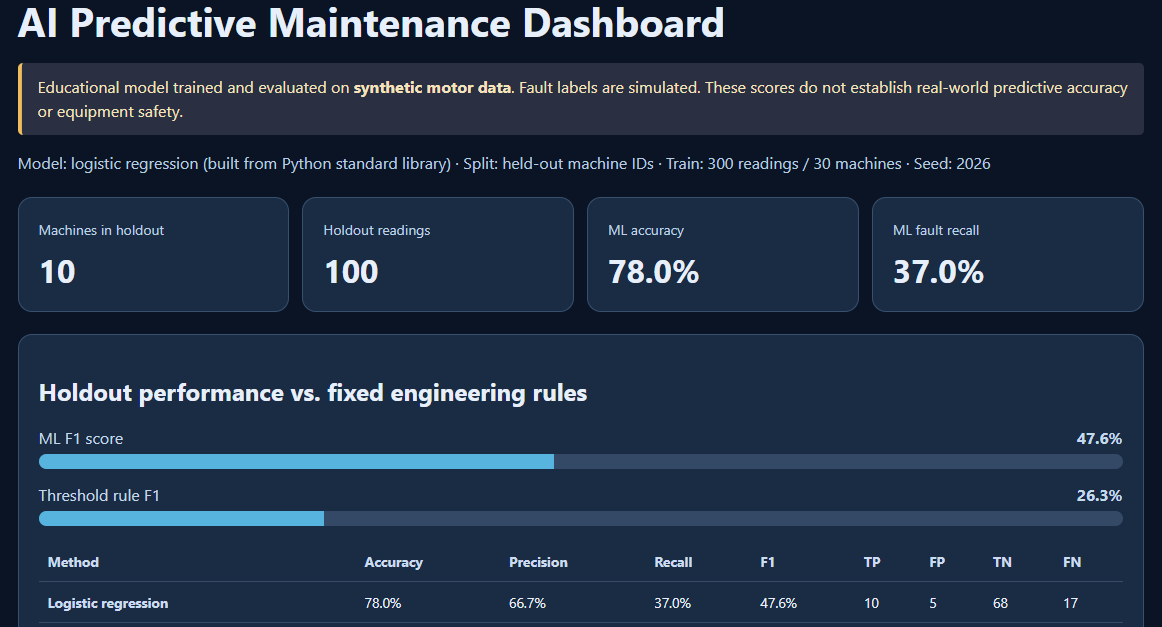 AI Predictive Maintenance Dashboard
Educational model trained and evaluated on synthetic motor data. Fault labels are simulated. These scores do not establish real-world predictive accuracy
or equipment safety.
Model: logistic regression (built from Python standard library) · Split: held-out machine IDs · Train: 300 readings / 30 machines · Seed: 2026
Machines in holdout
10
Holdout readings
100
ML accuracy
78.0%
ML fault recall
37.0%
Holdout performance vs. fixed engineering rules
ML F1 score 47.6%
Threshold rule F1 26.3%
Method Accuracy Precision Recall F1 TP FP TN FN
Logistic regression 78.0% 66.7% 37.0% 47.6% 10 5 68 17